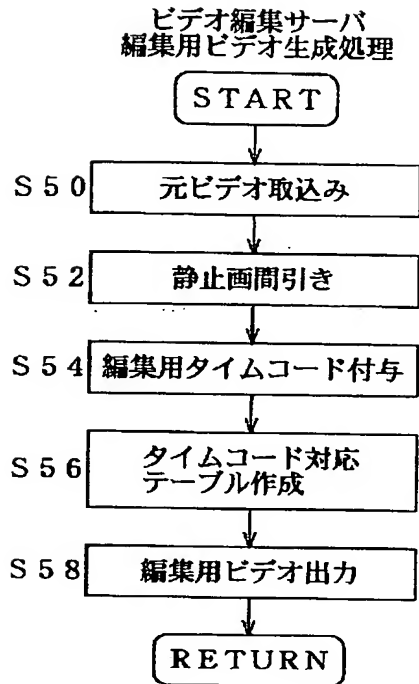 ビデオ編集サーバ
編集用ビデオ生成処理
START
S50 元ビデオ取込み
S52 静止画間引き
S54 編集用タイムコード付与
S56 タイムコード対応
テーブル作成
S58 編集用ビデオ出力
RETURN